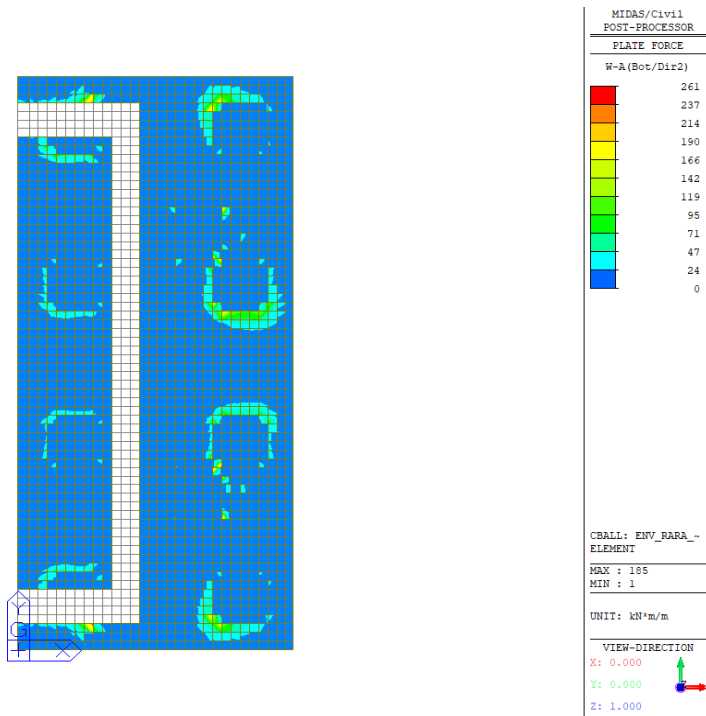 MIDAS/Civil
POST-PROCESSOR
PLATE FORCE
W-A(Bot/Dir2)
261
237
214
190
166
142
119
95
71
47
24
0
CBALL: ENV_RARA_~
ELEMENT
MAX : 185
MIN : 1
UNIT: kN*m/m
VIEW-DIRECTION
X: 0.000
Y: 0.000
Z: 1.000
Z
Y
G
X